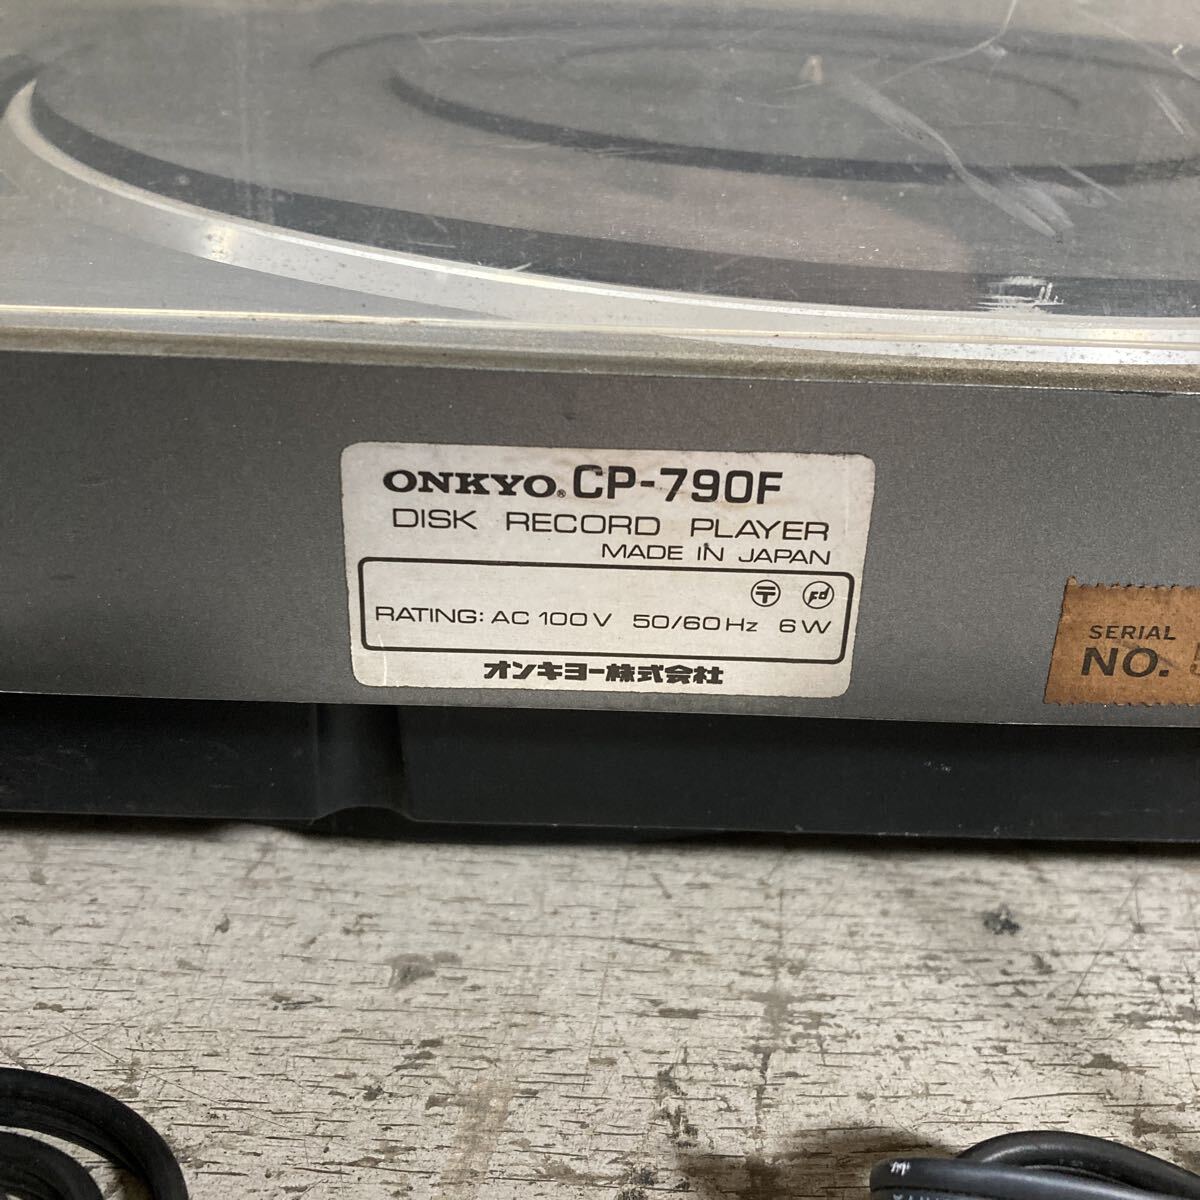 ONKYO® CP-790F
DISK RECORD PLAYER
MADE IN JAPAN
〒 Fd
RATING: AC 100V 50/60Hz 6W
オンキヨー株式会社
SERIAL
NO.